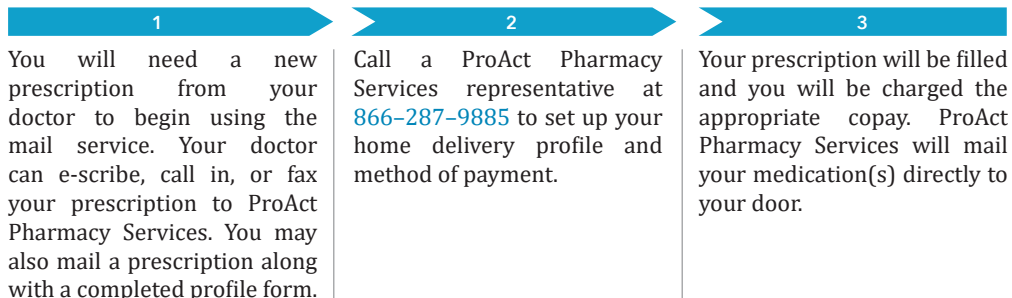 1
You will need a new
prescription from your
doctor to begin using the
mail service. Your doctor
can e-scribe, call in, or fax
your prescription to ProAct
Pharmacy Services. You may
also mail a prescription along
with a completed profile form.
2
Call a ProAct Pharmacy
Services representative at
866–287–9885 to set up your
home delivery profile and
method of payment.
3
Your prescription will be filled
and you will be charged the
appropriate copay. ProAct
Pharmacy Services will mail
your medication(s) directly to
your door.